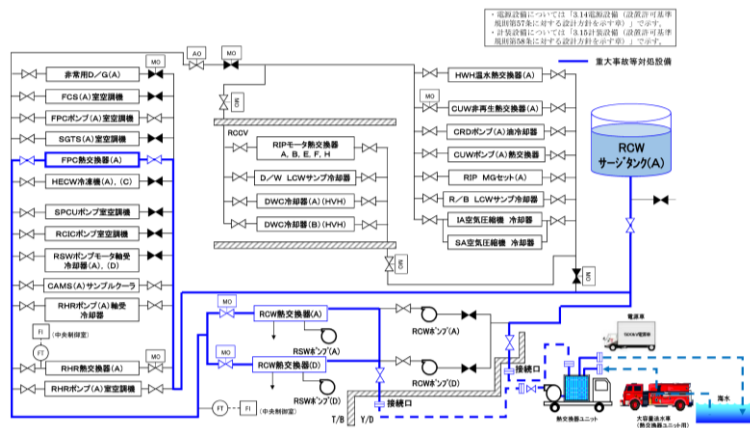 ・電源設備については「3.14電源設備（設置許可基準
規則第57条に対する設計方針を示す章）」で示す。
・計装設備については「3.15計装設備（設置許可基準
規則第58条に対する設計方針を示す章）」で示す。
重大事故等対処設備
AO
MO
MO
非常用D／G(A)
FCS(A)室空調機
FPCポンプ(A)室空調機
SGTS(A)室空調機
FPC熱交換器(A)
HECW冷凍機(A), (C)
SPCUポンプ室空調機
RCICポンプ室空調機
RSWポンプモータ軸受
冷却器(A), (D)
CAMS(A)サンプルクーラ
RHRポンプ(A)軸受
冷却器
FI
(中央制御室)
FT
MO
RHR熱交換器(A)
RHRポンプ(A)室空調機
MO
RCCV
RIPモータ熱交換器
A, B, E, F, H
D／W LCWサンプ冷却器
DWC冷却器(A)(HVH)
DWC冷却器(B)(HVH)
MO
HWH温水熱交換器(A)
MO
CUW非再生熱交換器(A)
CRDポンプ(A)油冷却器
CUWポンプ(A)熱交換器
RIP MGセット(A)
R／B LCWサンプ冷却器
IA空気圧縮機 冷却器
SA空気圧縮機 冷却器
MO
RCW
サージタンク(A)
MO
RCW熱交換器(A)
RSWポンプ(A)
MO
RCW熱交換器(D)
RSWポンプ(D)
RCWポンプ(A)
RCWポンプ(D)
FT
FI
(中央制御室)
T/B
Y/D
接続口
接続口
電源車
熱交換器ユニット
大容量送水車
(熱交換器ユニット用)
海水